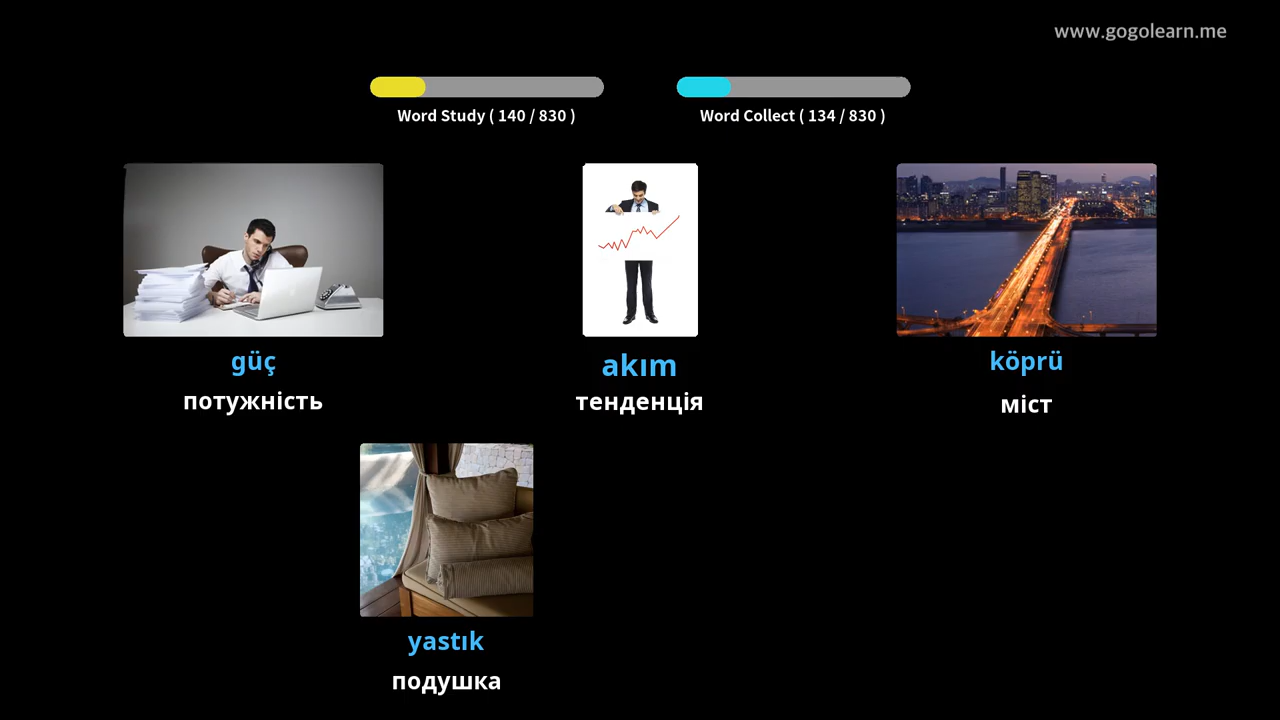 www.gogolearn.me
Word Study ( 140 / 830 )
Word Collect ( 134 / 830 )
güç
потужність
akım
тенденція
köprü
міст
yastık
подушка